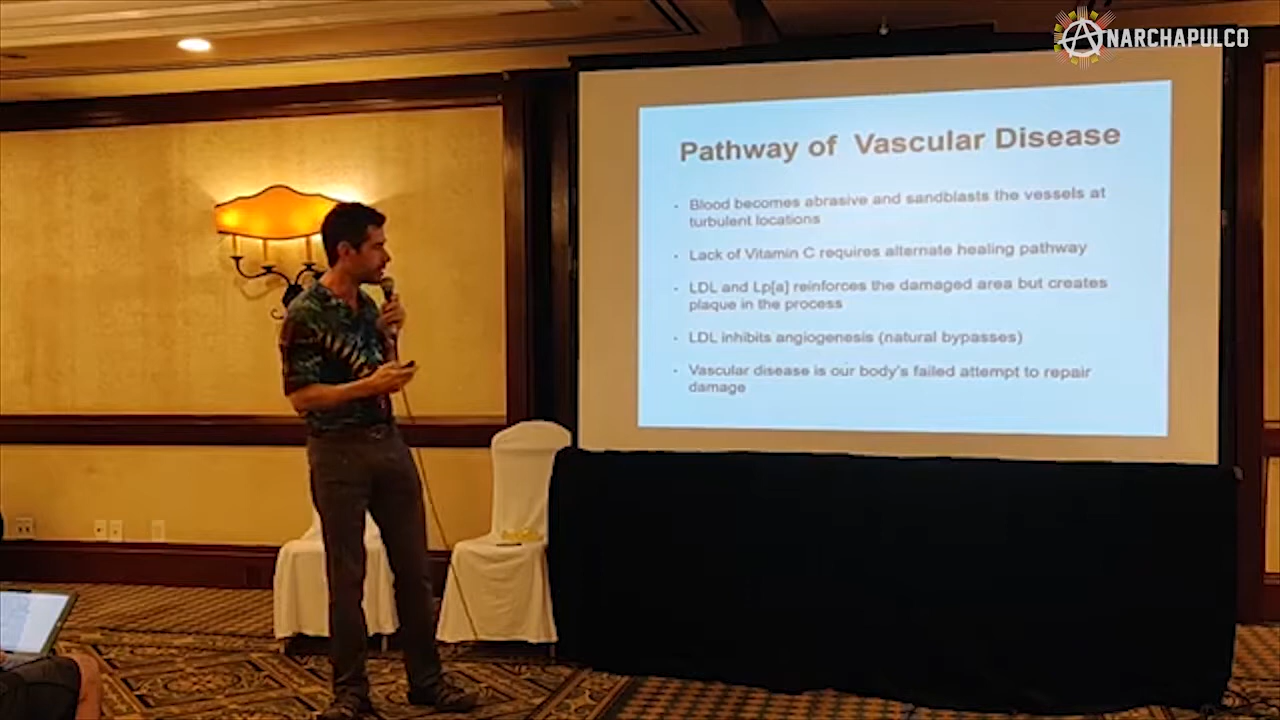 ANARCHAPULCO
Pathway of Vascular Disease
· Blood becomes abrasive and sandblasts the vessels at
turbulent locations
· Lack of Vitamin C requires alternate healing pathway
· LDL and Lp[a] reinforces the damaged area but creates
plaque in the process
· LDL inhibits angiogenesis (natural bypasses)
· Vascular disease is our body's failed attempt to repair
damage